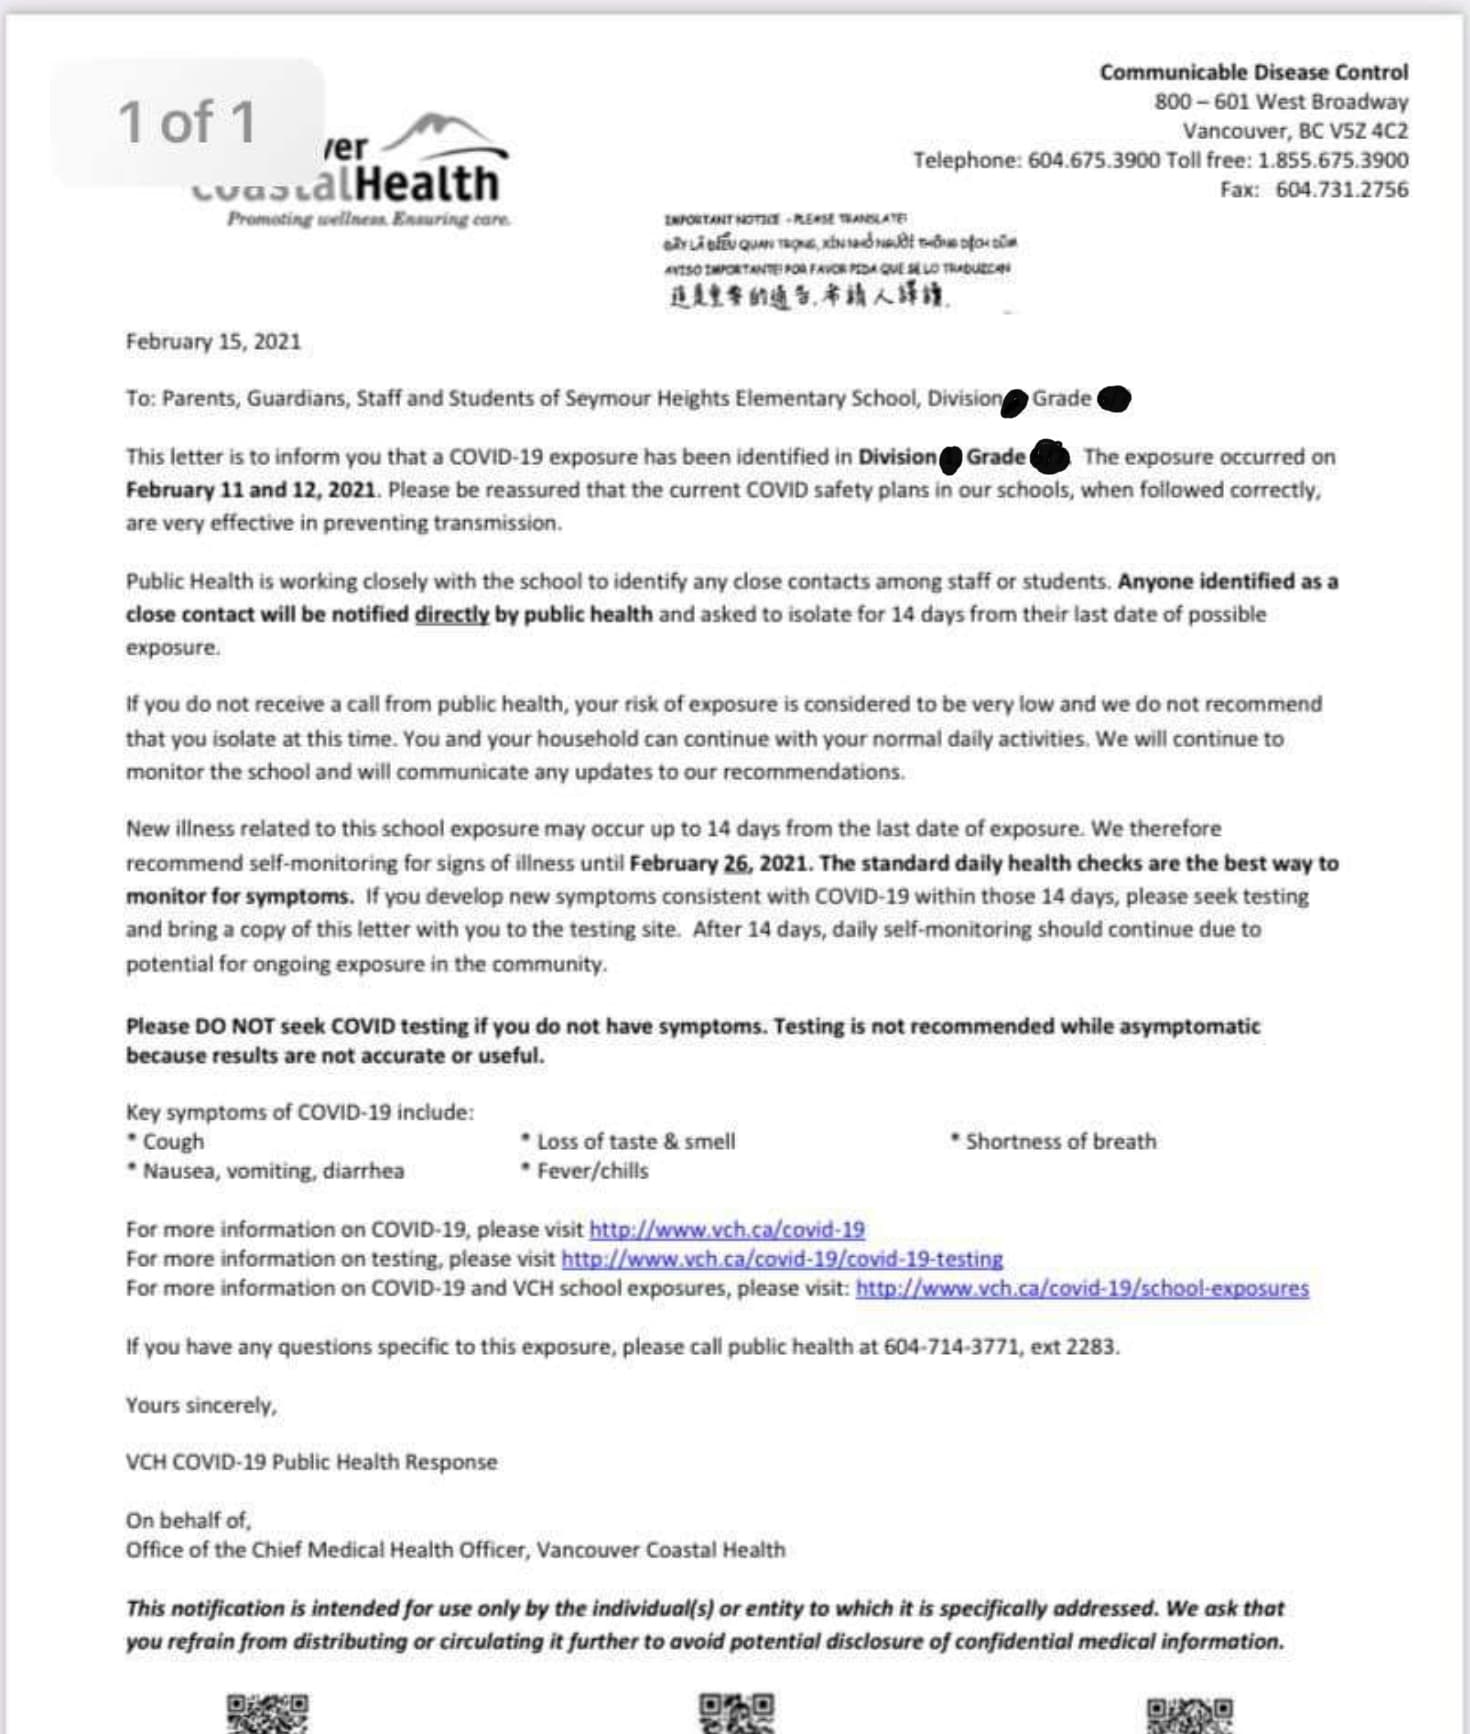 1 of 1
Communicable Disease Control
800 – 601 West Broadway
Vancouver, BC V5Z 4C2
Telephone: 604.675.3900 Toll free: 1.855.675.3900
Fax: 604.731.2756
ver
CoastalHealth
Promoting wellness. Ensuring care.
IMPORTANT NOTICE - PLEASE TRANSLATE!
ĐÂY LÀ ĐIỀU QUAN TRỌNG, XIN NHỜ NGƯỜI THÔNG DỊCH DÙM
AVISO IMPORTANTE! POR FAVOR PIDA QUE SE LO TRADUZCAN
這是重要的通告,希請人譯讀.
February 15, 2021
To: Parents, Guardians, Staff and Students of Seymour Heights Elementary School, Division Grade
This letter is to inform you that a COVID-19 exposure has been identified in Division Grade The exposure occurred on
February 11 and 12, 2021. Please be reassured that the current COVID safety plans in our schools, when followed correctly,
are very effective in preventing transmission.
Public Health is working closely with the school to identify any close contacts among staff or students. Anyone identified as a
close contact will be notified directly by public health and asked to isolate for 14 days from their last date of possible
exposure.
If you do not receive a call from public health, your risk of exposure is considered to be very low and we do not recommend
that you isolate at this time. You and your household can continue with your normal daily activities. We will continue to
monitor the school and will communicate any updates to our recommendations.
New illness related to this school exposure may occur up to 14 days from the last date of exposure. We therefore
recommend self-monitoring for signs of illness until February 26, 2021. The standard daily health checks are the best way to
monitor for symptoms. If you develop new symptoms consistent with COVID-19 within those 14 days, please seek testing
and bring a copy of this letter with you to the testing site. After 14 days, daily self-monitoring should continue due to
potential for ongoing exposure in the community.
Please DO NOT seek COVID testing if you do not have symptoms. Testing is not recommended while asymptomatic
because results are not accurate or useful.
Key symptoms of COVID-19 include:
* Cough * Loss of taste & smell * Shortness of breath
* Nausea, vomiting, diarrhea * Fever/chills
For more information on COVID-19, please visit http://www.vch.ca/covid-19
For more information on testing, please visit http://www.vch.ca/covid-19/covid-19-testing
For more information on COVID-19 and VCH school exposures, please visit: http://www.vch.ca/covid-19/school-exposures
If you have any questions specific to this exposure, please call public health at 604-714-3771, ext 2283.
Yours sincerely,
VCH COVID-19 Public Health Response
On behalf of,
Office of the Chief Medical Health Officer, Vancouver Coastal Health
This notification is intended for use only by the individual(s) or entity to which it is specifically addressed. We ask that
you refrain from distributing or circulating it further to avoid potential disclosure of confidential medical information.